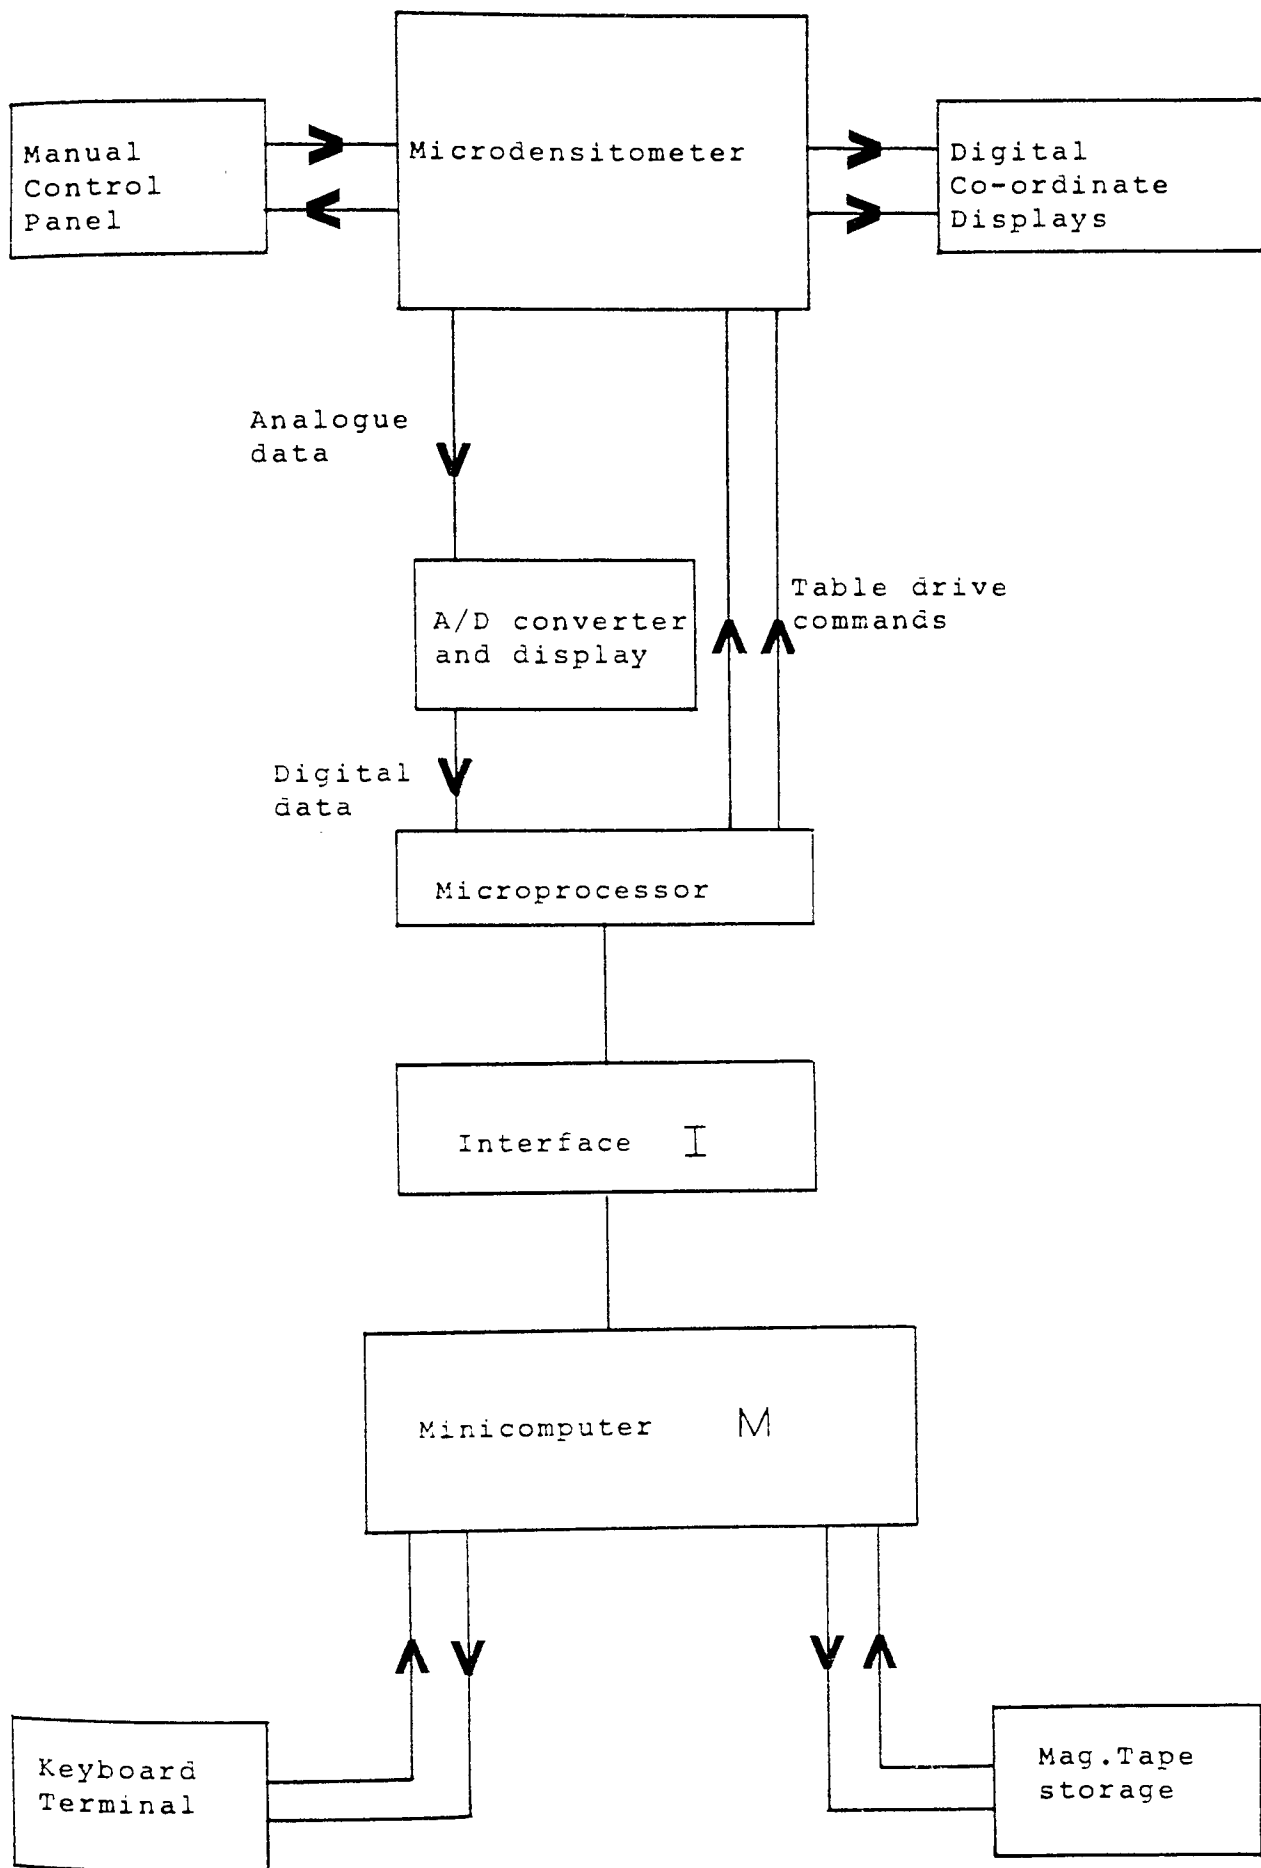 Manual
Control
Panel
Microdensitometer
Digital
Co-ordinate
Displays
Analogue
data
A/D converter
and display
Table drive
commands
Digital
data
Microprocessor
Interface I
Minicomputer M
Keyboard
Terminal
Mag.Tape
storage